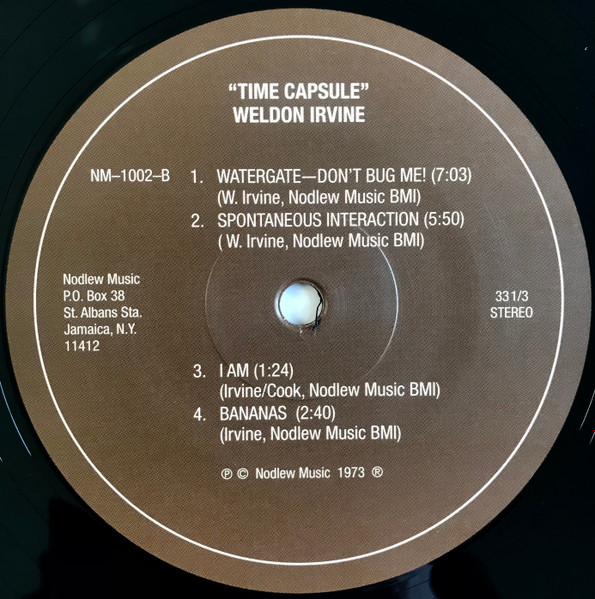 “TIME CAPSULE”
WELDON IRVINE
NM–1002–B
1. WATERGATE—DON'T BUG ME! (7:03)
(W. Irvine, Nodlew Music BMI)
2. SPONTANEOUS INTERACTION (5:50)
( W. Irvine, Nodlew Music BMI)
Nodlew Music
P.O. Box 38
St. Albans Sta.
Jamaica, N.Y.
11412
33 1/3
STEREO
3. I AM (1:24)
(Irvine/Cook, Nodlew Music BMI)
4. BANANAS (2:40)
(Irvine, Nodlew Music BMI)
℗ © Nodlew Music 1973 ®